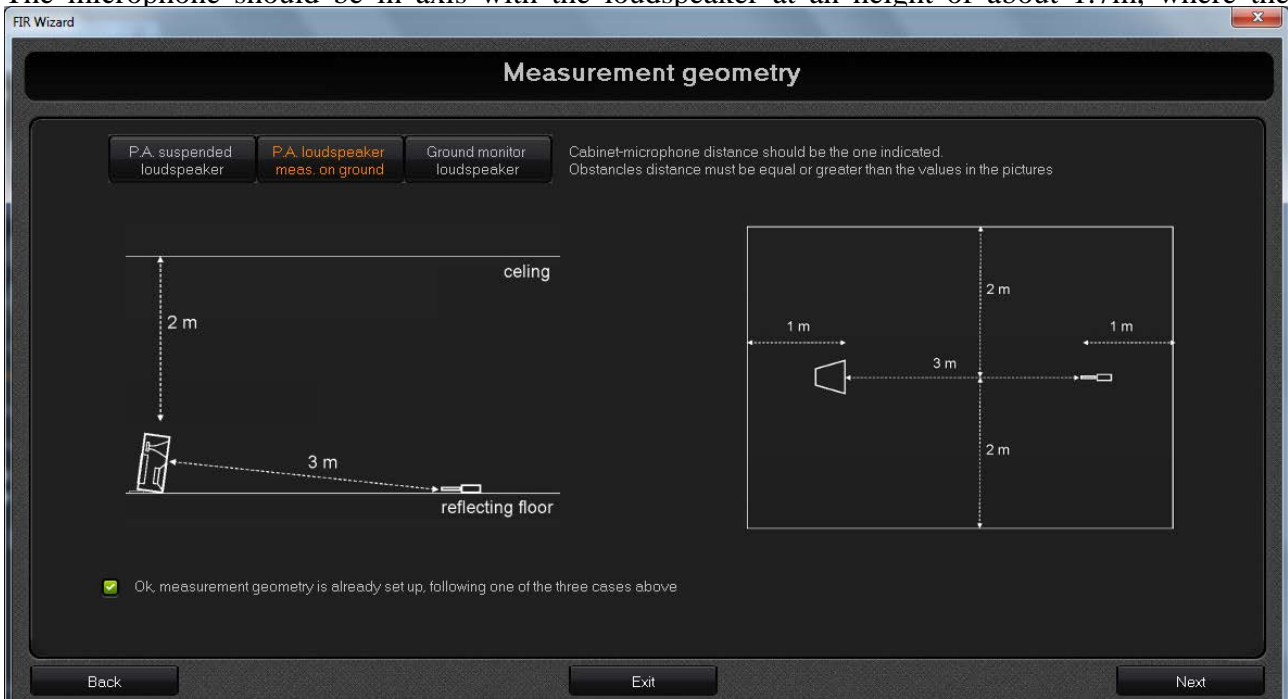 The microphone should be in axis with the loudspeaker at an height of about 1.7m, where the
FIR Wizard
Measurement geometry
P.A. suspended
loudspeaker
P.A. loudspeaker
meas. on ground
Ground monitor
loudspeaker
Cabinet-microphone distance should be the one indicated.
Obstancles distance must be equal or greater than the values in the pictures
celing
2 m
3 m
reflecting floor
2 m
1 m
1 m
3 m
2 m
Ok, measurement geometry is already set up, following one of the three cases above
Back
Exit
Next